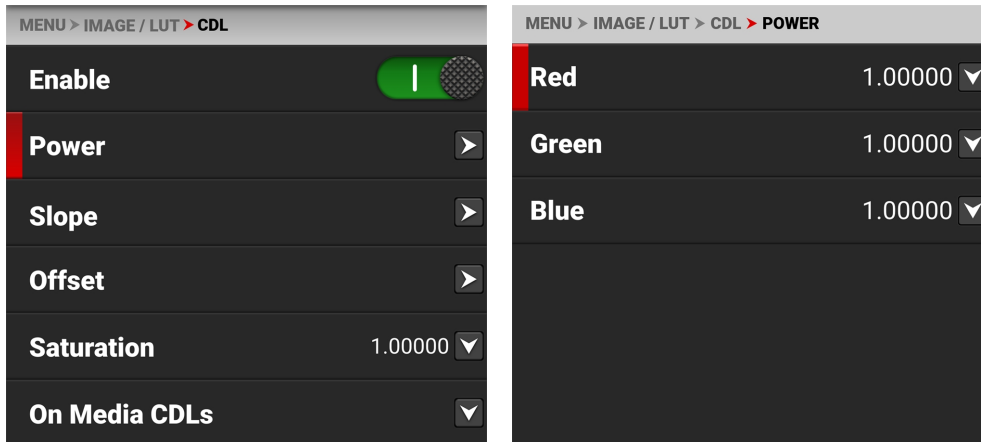 MENU > IMAGE / LUT > CDL
Enable
Power
Slope
Offset
Saturation 1.00000
On Media CDLs
MENU > IMAGE / LUT > CDL > POWER
Red 1.00000
Green 1.00000
Blue 1.00000